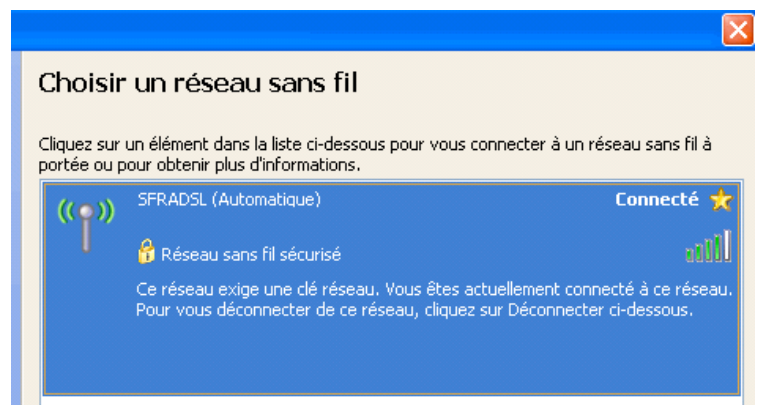 Choisir un réseau sans fil
Cliquez sur un élément dans la liste ci-dessous pour vous connecter à un réseau sans fil à
portée ou pour obtenir plus d'informations.
SFRADSL (Automatique) Connecté
Réseau sans fil sécurisé
Ce réseau exige une clé réseau. Vous êtes actuellement connecté à ce réseau.
Pour vous déconnecter de ce réseau, cliquez sur Déconnecter ci-dessous.